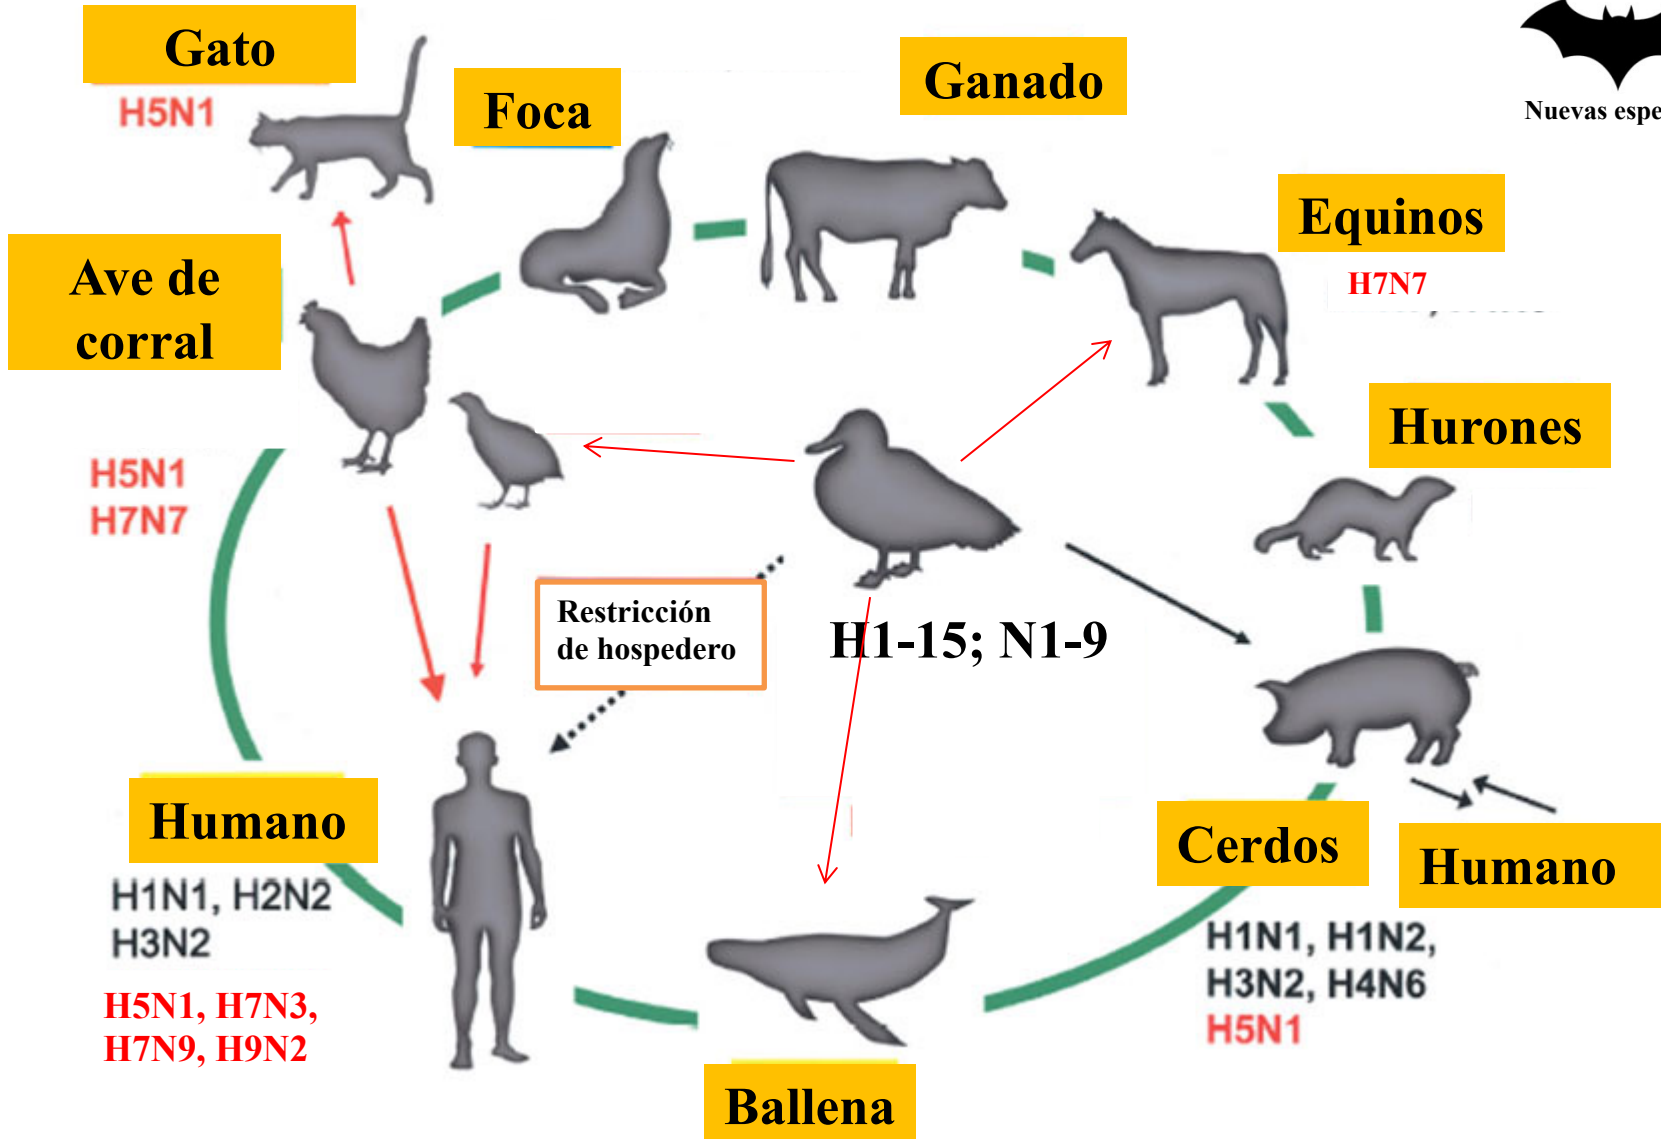 Gato
H5N1
Foca
Ganado
Nuevas espe
Equinos
H7N7
Ave de
corral
H5N1
H7N7
Hurones
Restricción
de hospedero
H1-15; N1-9
Humano
H1N1, H2N2
H3N2
H5N1, H7N3,
H7N9, H9N2
Cerdos
Humano
H1N1, H1N2,
H3N2, H4N6
H5N1
Ballena